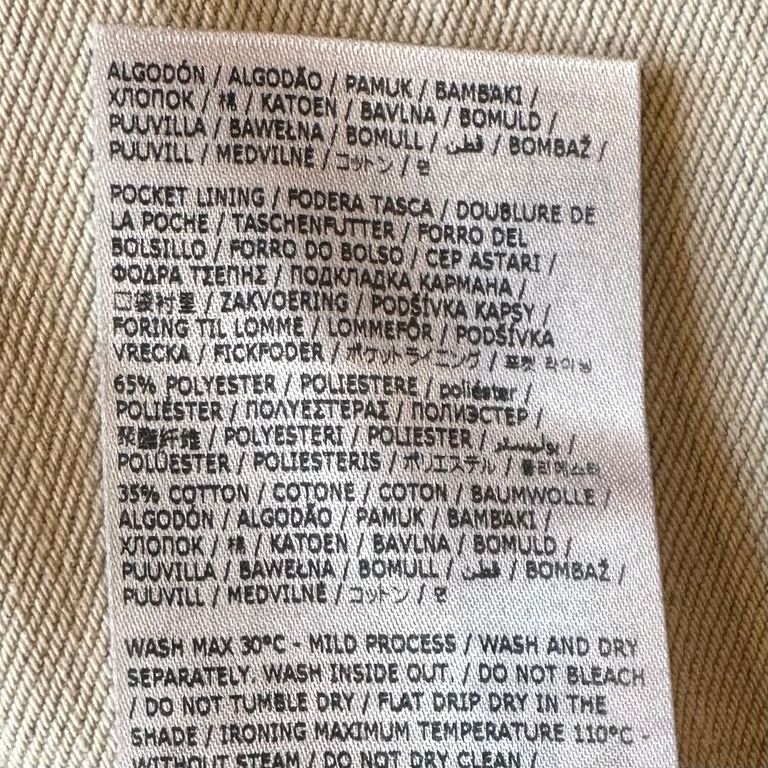 ALGODÓN / ALGODÃO / PAMUK / BAMBAKI /
ХЛОПОК / 棉 / KATOEN / BAVLNA / BOMULD /
PUUVILLA / BAWEŁNA / BOMULL / قطن / BOMBAŽ /
PUUVILL / MEDVILNĖ / コットン / 면
POCKET LINING / FODERA TASCA / DOUBLURE DE
LA POCHE / TASCHENFUTTER / FORRO DEL
BOLSILLO / FORRO DO BOLSO / CEP ASTARI /
ΦΟΔΡΑ ΤΣΕΠΗΣ / ПОДКЛАДКА КАРМАНА /
口袋衬里 / ZAKVOERING / PODŠÍVKA KAPSY /
FORING TIL LOMME / LOMMEFÔR / PODŠÍVKA
VRECKA / FICKFODER / ポケットライニング / 포켓 라이닝
65% POLYESTER / POLIESTERE / poliéster /
POLIÉSTER / ΠΟΛΥΕΣΤΕΡΑΣ / ПОЛИЭСТЕР /
聚酯纤维 / POLYESTERI / POLIESTER / بوليستر /
POLÜESTER / POLIESTERIS / ポリエステル / 폴리에스터
35% COTTON / COTONE / COTON / BAUMWOLLE /
ALGODÓN / ALGODÃO / PAMUK / BAMBAKI /
ХЛОПОК / 棉 / KATOEN / BAVLNA / BOMULD /
PUUVILLA / BAWEŁNA / BOMULL / قطن / BOMBAŽ /
PUUVILL / MEDVILNĖ / コットン / 면
WASH MAX 30°C - MILD PROCESS / WASH AND DRY
SEPARATELY. WASH INSIDE OUT. / DO NOT BLEACH
/ DO NOT TUMBLE DRY / FLAT DRIP DRY IN THE
SHADE / IRONING MAXIMUM TEMPERATURE 110°C -
WITHOUT STEAM / DO NOT DRY CLEAN /